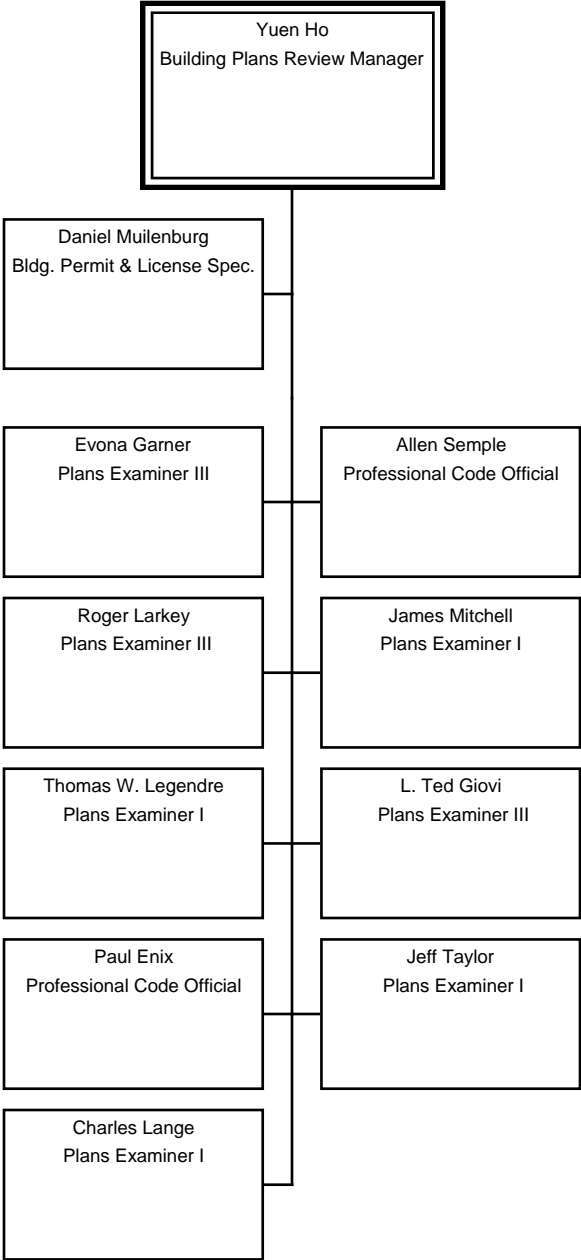 Yuen Ho
Building Plans Review Manager
Daniel Muilenburg
Bldg. Permit & License Spec.
Evona Garner
Plans Examiner III
Allen Semple
Professional Code Official
Roger Larkey
Plans Examiner III
James Mitchell
Plans Examiner I
Thomas W. Legendre
Plans Examiner I
L. Ted Giovi
Plans Examiner III
Paul Enix
Professional Code Official
Jeff Taylor
Plans Examiner I
Charles Lange
Plans Examiner I